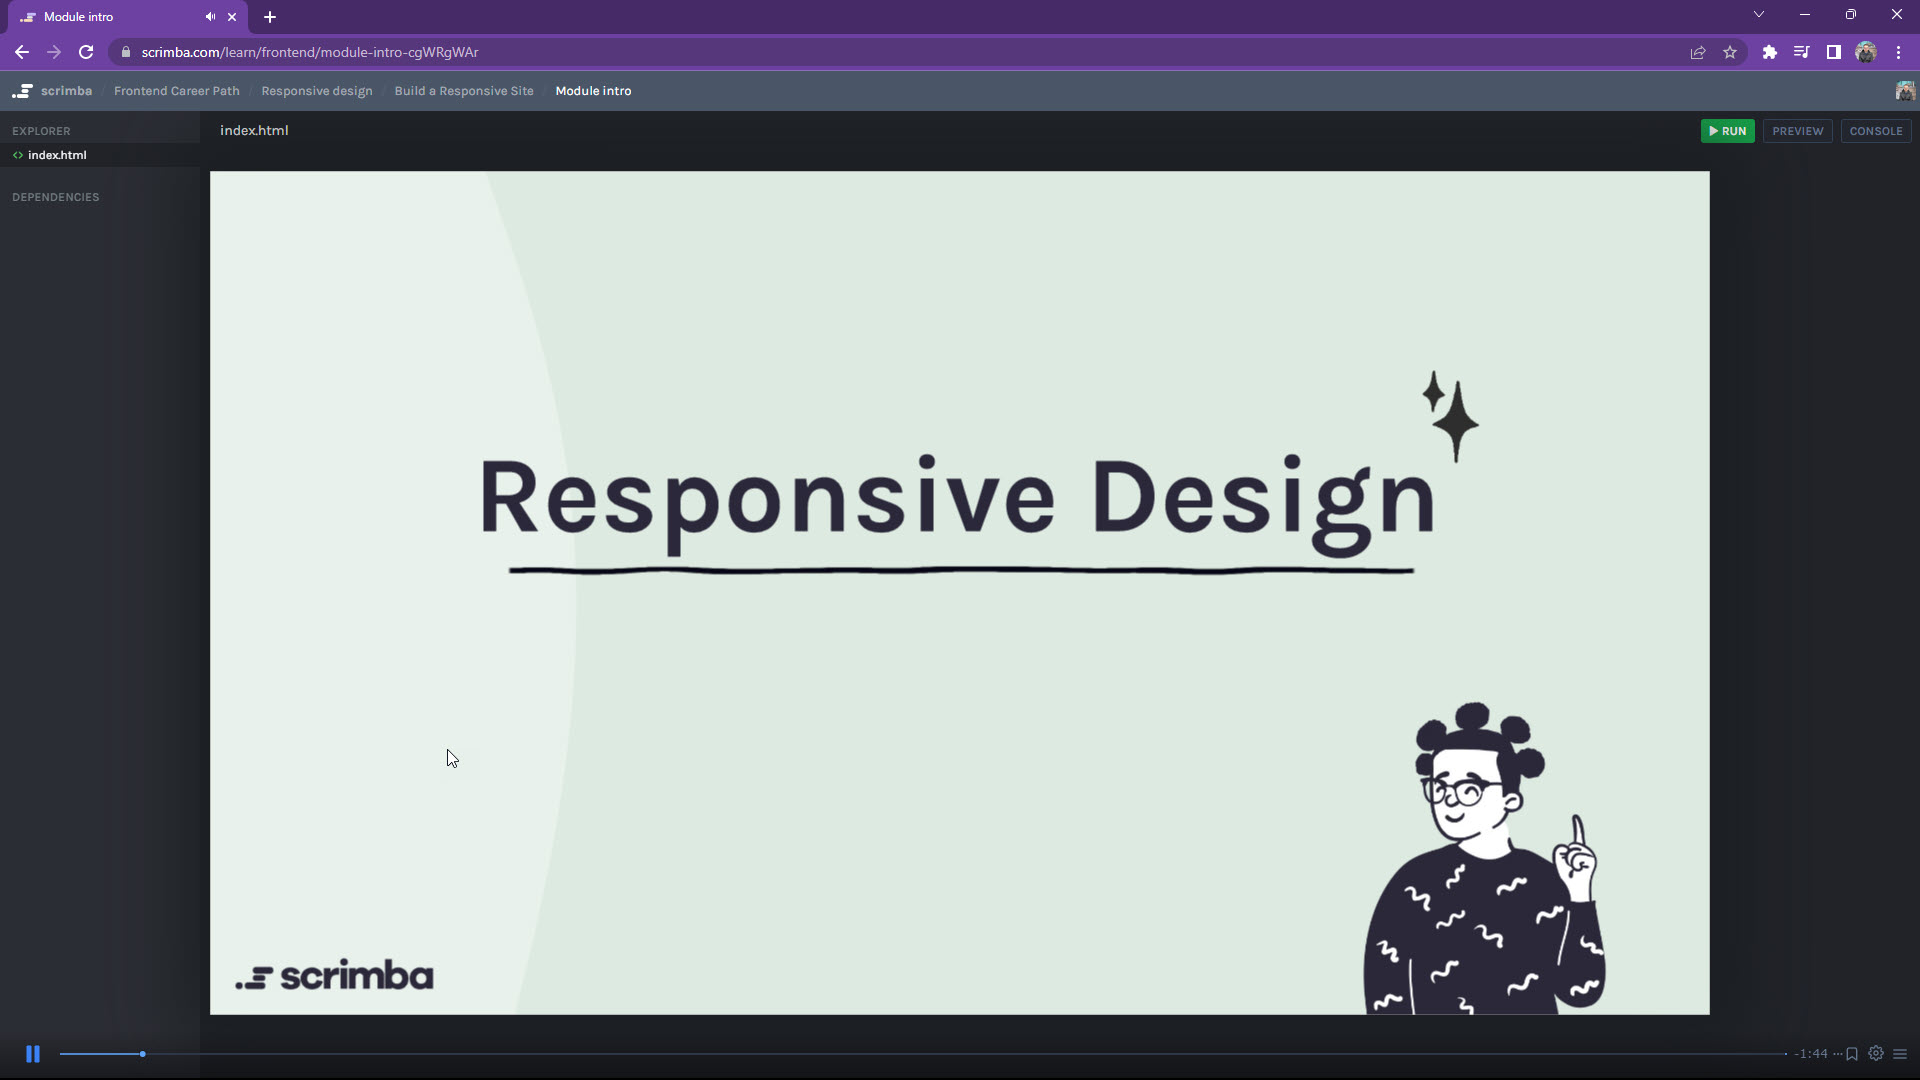 Module intro
scrimba.com/learn/frontend/module-intro-cgWRgWAr
scrimba / Frontend Career Path / Responsive design / Build a Responsive Site / Module intro
EXPLORER
index.html
DEPENDENCIES
index.html
RUN
PREVIEW
CONSOLE
Responsive Design
scrimba
-1:44